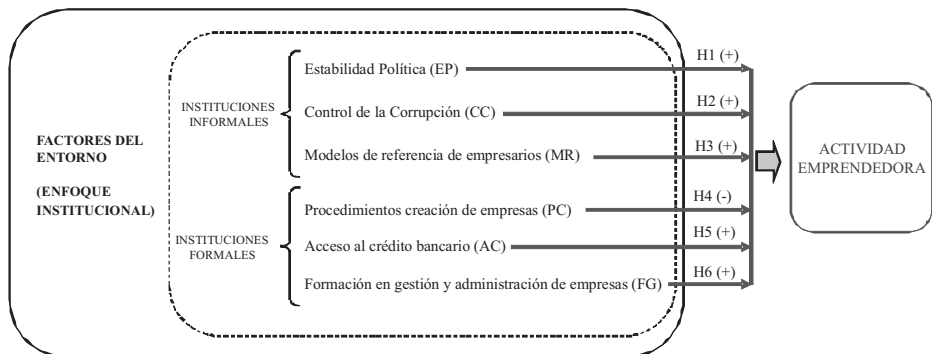 FACTORES DEL
ENTORNO
(ENFOQUE
INSTITUCIONAL)
INSTITUCIONES
INFORMALES
Estabilidad Política (EP)
H1 (+)
Control de la Corrupción (CC)
H2 (+)
Modelos de referencia de empresarios (MR)
H3 (+)
INSTITUCIONES
FORMALES
Procedimientos creación de empresas (PC)
H4 (-)
Acceso al crédito bancario (AC)
H5 (+)
Formación en gestión y administración de empresas (FG)
H6 (+)
ACTIVIDAD
EMPRENDEDORA